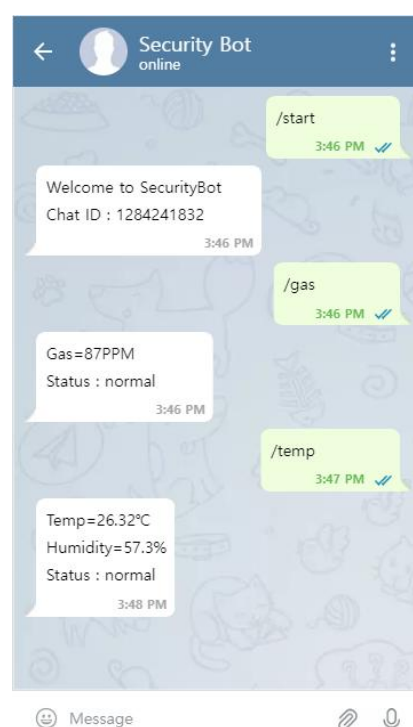 Security Bot
online
/start
3:46 PM
Welcome to SecurityBot
Chat ID : 1284241832
3:46 PM
/gas
3:46 PM
Gas=87PPM
Status : normal
3:46 PM
/temp
3:47 PM
Temp=26.32℃
Humidity=57.3%
Status : normal
3:48 PM
Message